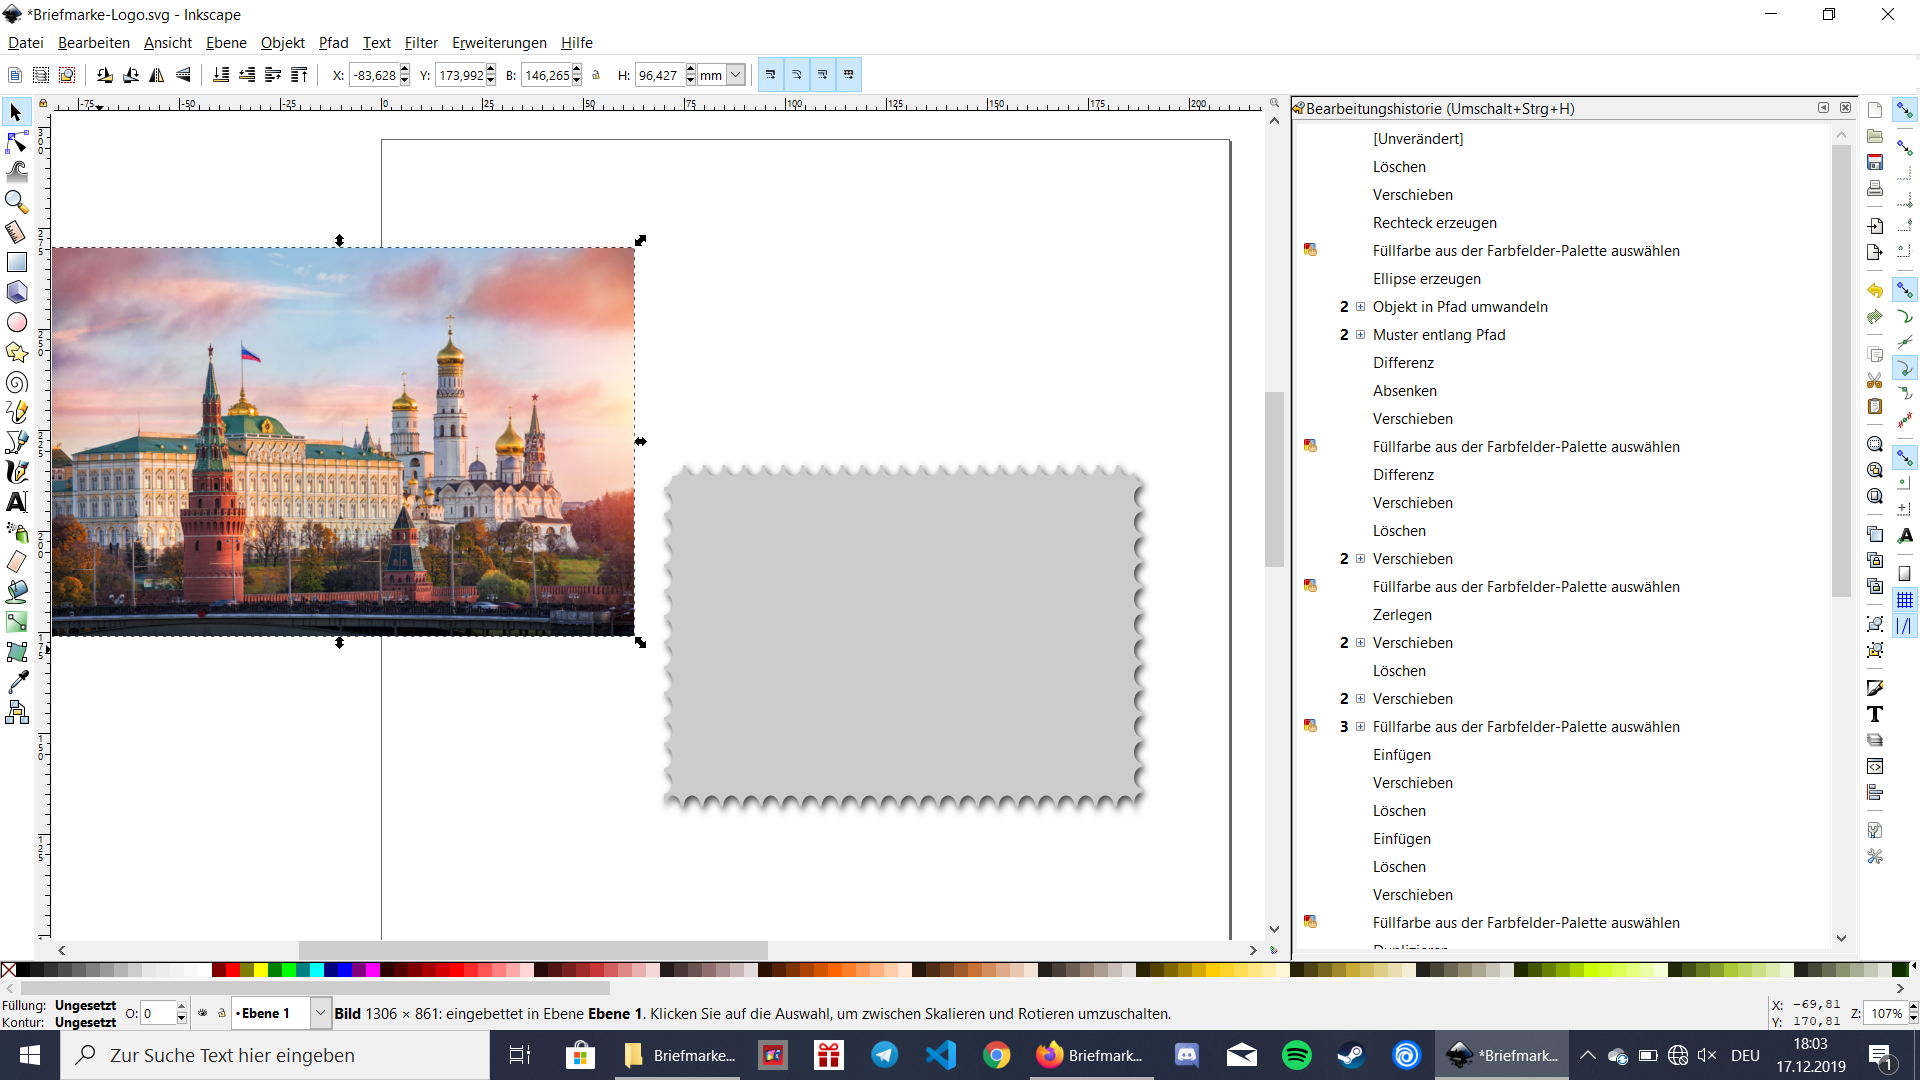 *Briefmarke-Logo.svg - Inkscape
Datei Bearbeiten Ansicht Ebene Objekt Pfad Text Filter Erweiterungen Hilfe
X: -83,628 Y: 173,992 B: 146,265 H: 96,427 mm
-75 -50 -25 0 25 50 75 100 125 150 175 200
Bearbeitungshistorie (Umschalt+Strg+H)
[Unverändert]
Löschen
Verschieben
Rechteck erzeugen
Füllfarbe aus der Farbfelder-Palette auswählen
Ellipse erzeugen
2 Objekt in Pfad umwandeln
2 Muster entlang Pfad
Differenz
Absenken
Verschieben
Füllfarbe aus der Farbfelder-Palette auswählen
Differenz
Verschieben
Löschen
2 Verschieben
Füllfarbe aus der Farbfelder-Palette auswählen
Zerlegen
2 Verschieben
Löschen
2 Verschieben
3 Füllfarbe aus der Farbfelder-Palette auswählen
Einfügen
Verschieben
Löschen
Einfügen
Löschen
Verschieben
Füllfarbe aus der Farbfelder-Palette auswählen
Duplizieren
Füllung: Ungesetzt
Kontur: Ungesetzt
O: 0
•Ebene 1
Bild 1306 × 861: eingebettet in Ebene Ebene 1. Klicken Sie auf die Auswahl, um zwischen Skalieren und Rotieren umzuschalten.
X: -69,81
Y: 170,81
Z: 107%
Zur Suche Text hier eingeben
Briefmarke...
Briefmark...
*Briefmark...
DEU
18:03
17.12.2019
1